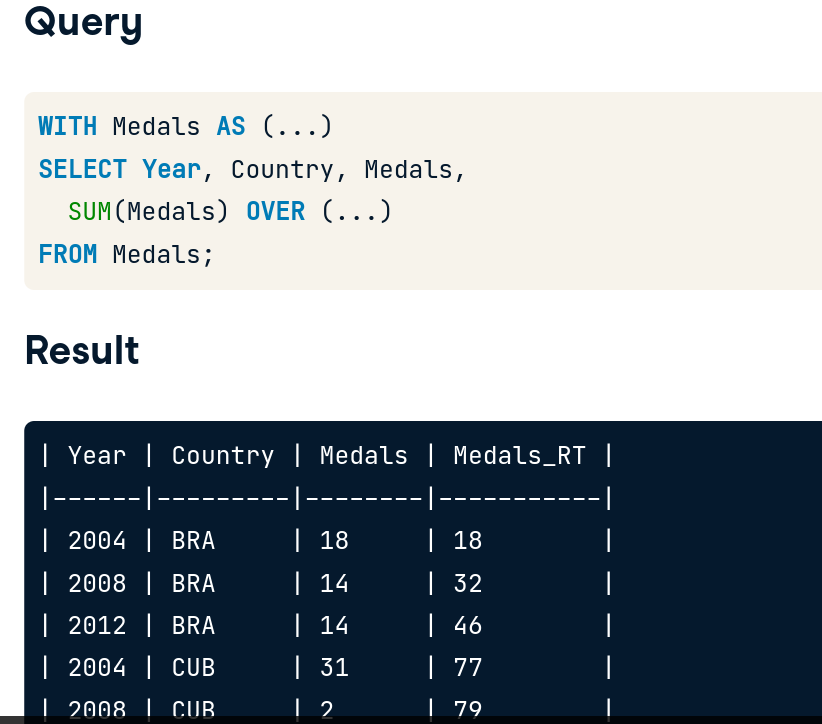 Query
WITH Medals AS (...)
SELECT Year, Country, Medals,
  SUM(Medals) OVER (...)
FROM Medals;
Result
| Year | Country | Medals | Medals_RT |
|------|---------|--------|-----------|
| 2004 | BRA     | 18     | 18        |
| 2008 | BRA     | 14     | 32        |
| 2012 | BRA     | 14     | 46        |
| 2004 | CUB     | 31     | 77        |
| 2008 | CUB     | 2      | 79        |